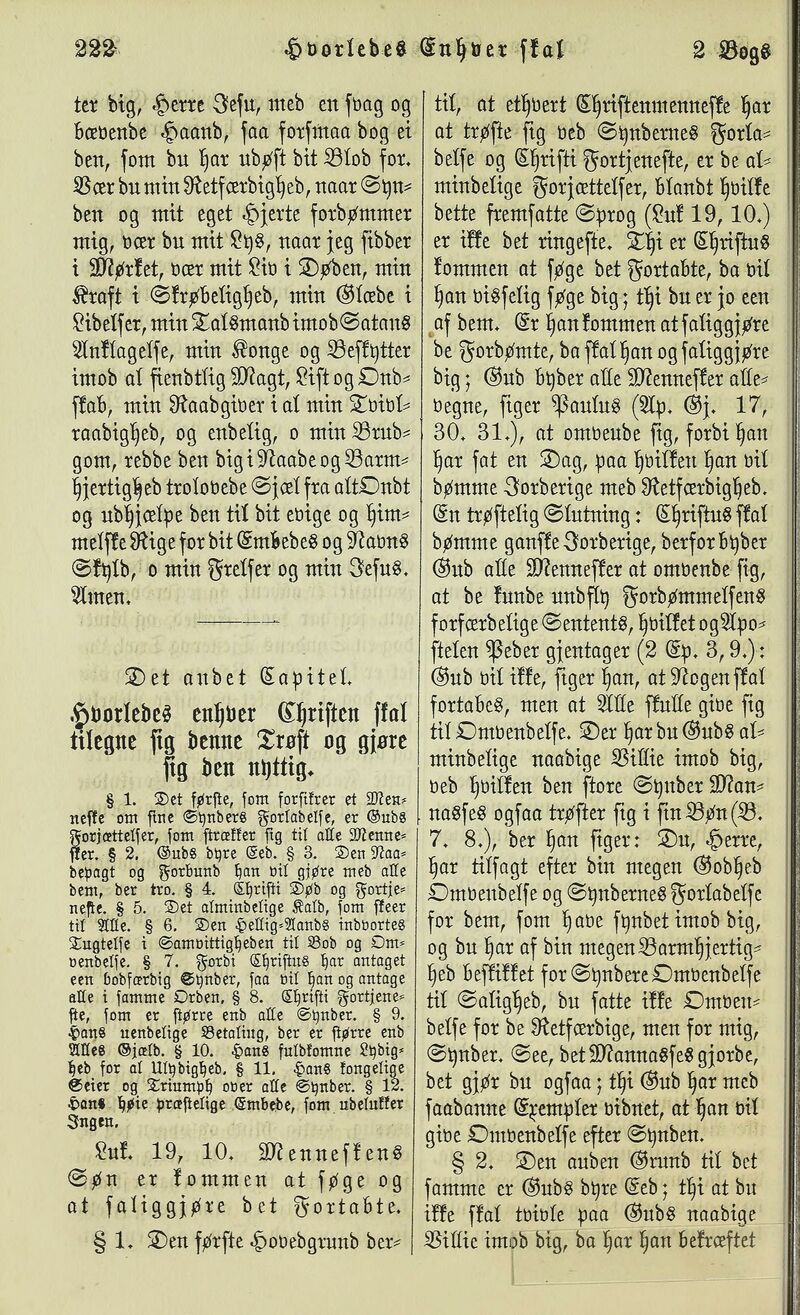 222
Hvorledes Enhver skal
2 Bogs
ter dig, Herre Jesu, med en svag og
bævende Haand, saa forsmaa dog ei
den, som du har udøst dit Blod for.
Vær du min Retfærdighed, naar Syn-
den og mit eget Hjerte fordømmer
mig, vær du mit Lys, naar jeg sidder
i Mørket, vær mit Liv i Døden, min
Kraft i Skrøbelighed, min Glæde i
Lidelser, min Talsmand imod Satans
Anklagelse, min Konge og Beskytter
imod al fiendtlig Magt, List og Ond-
skab, min Raadgiver i al min Tvivl-
raadighed, og endelig, o min Brud-
gom, redde den dig i Naade og Barm-
hjertighed trolovede Sjæl fra alt Ondt
og udhjælpe den til dit evige og him-
melske Rige for dit Embedes og Navns
Skyld, o min Frelser og min Jesus.
Amen.
Det andet Capitel.
Hvorledes enhver Christen skal
tilegne sig denne Trøst og gjøre
sig den nyttig.
§ 1. Det første, som forsikrer et Men-
neske om sine Synders Forladelse, er Guds
Forjættelser, som strækker sig til alle Menne-
sker. § 2. Guds dyre Eed. § 3. Den Naa-
depagt og Forbund han vil gjøre med alle
dem, der tro. § 4. Christi Død og Fortje-
neste. § 5. Det almindelige Kald, som skeer
til Alle. § 6. Den Hellig-Aands indvortes
Tugtelse i Samvittigheden til Bod og Om-
vendelse. § 7. Fordi Christus har antaget
een bodfærdig Synder, saa vil han og antage
alle i samme Orden. § 8. Christi Fortjene-
ste, som er større end alle Synder. § 9.
Hans uendelige Betaling, der er større end
Alles Gjæld. § 10. Hans fuldkomne Lydig-
hed for al Ulydighed. § 11. Hans kongelige
Seier og Triumph over alle Synder. § 12.
Hans høie præstelige Embede, som udelukker
Ingen.
Luk. 19, 10. Menneskens
Søn er kommen at søge og
at saliggjøre det Fortabte.
§ 1. Den første Hovedgrund der-
til, at ethvert Christenmenneske har
at trøste sig ved Syndernes Forla-
delse og Christi Fortjeneste, er de al-
mindelige Forjættelser, blandt hvilke
dette fremsatte Sprog (Luk 19, 10.)
er ikke det ringeste. Thi er Christus
kommen at søge det Fortabte, da vil
han visselig søge dig; thi du er jo een
af dem. Er han kommen at saliggjøre
de Fordømte, da skal han og saliggjøre
dig; Gud byder alle Mennesker alle-
vegne, siger Paulus (Ap. Gj. 17,
30. 31.), at omvende sig, fordi han
har sat en Dag, paa hvilken han vil
dømme Jorderige med Retfærdighed.
En trøstelig Slutning: Christus skal
dømme ganske Jorderige, derfor byder
Gud alle Mennesker at omvende sig,
at de kunde undfly Fordømmelsens
forfærdelige Sentents, hvilket og Apo-
stelen Peder gjentager (2 Ep. 3, 9.):
Gud vil ikke, siger han, at Nogen skal
fortabes, men at Alle skulle give sig
til Omvendelse. Der har du Guds al-
mindelige naadige Villie imod dig,
ved hvilken den store Synder Man-
nasses ogsaa trøster sig i sin Bøn (B.
7. 8.), der han siger: Du, Herre,
har tilsagt efter din megen Godhed
Omvendelse og Syndernes Forladelse
for dem, som have syndet imod dig,
og du har af din megen Barmhjertig-
hed beskikket for Syndere Omvendelse
til Salighed, du satte ikke Omven-
delse for de Retfærdige, men for mig,
Synder. See, det Mannasses gjorde,
det gjør du ogsaa; thi Gud har med
saadanne Exempler vidnet, at han vil
give Omvendelse efter Synden.
§ 2. Den anden Grund til det
samme er Guds dyre Eed; thi at du
ikke skal tvivle paa Guds naadige
Villie imod dig, da har han bekræftet